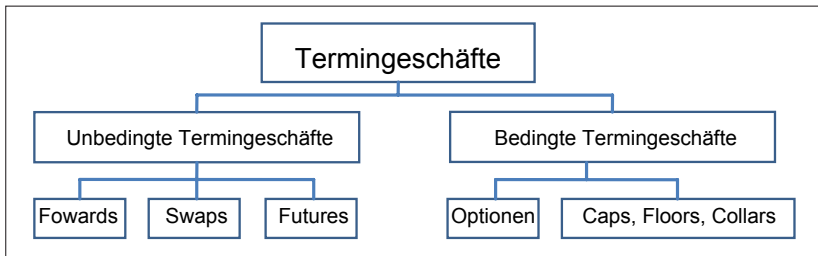 Termingeschäfte
Unbedingte Termingeschäfte
Bedingte Termingeschäfte
Fowards
Swaps
Futures
Optionen
Caps, Floors, Collars